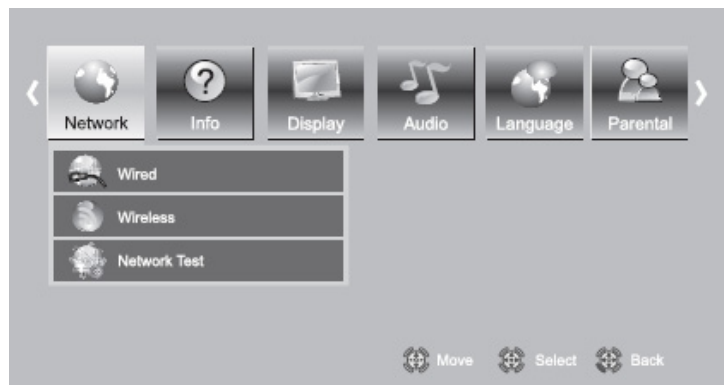 Network Info Display Audio Language Parental
Wired
Wireless
Network Test
Move Select Back